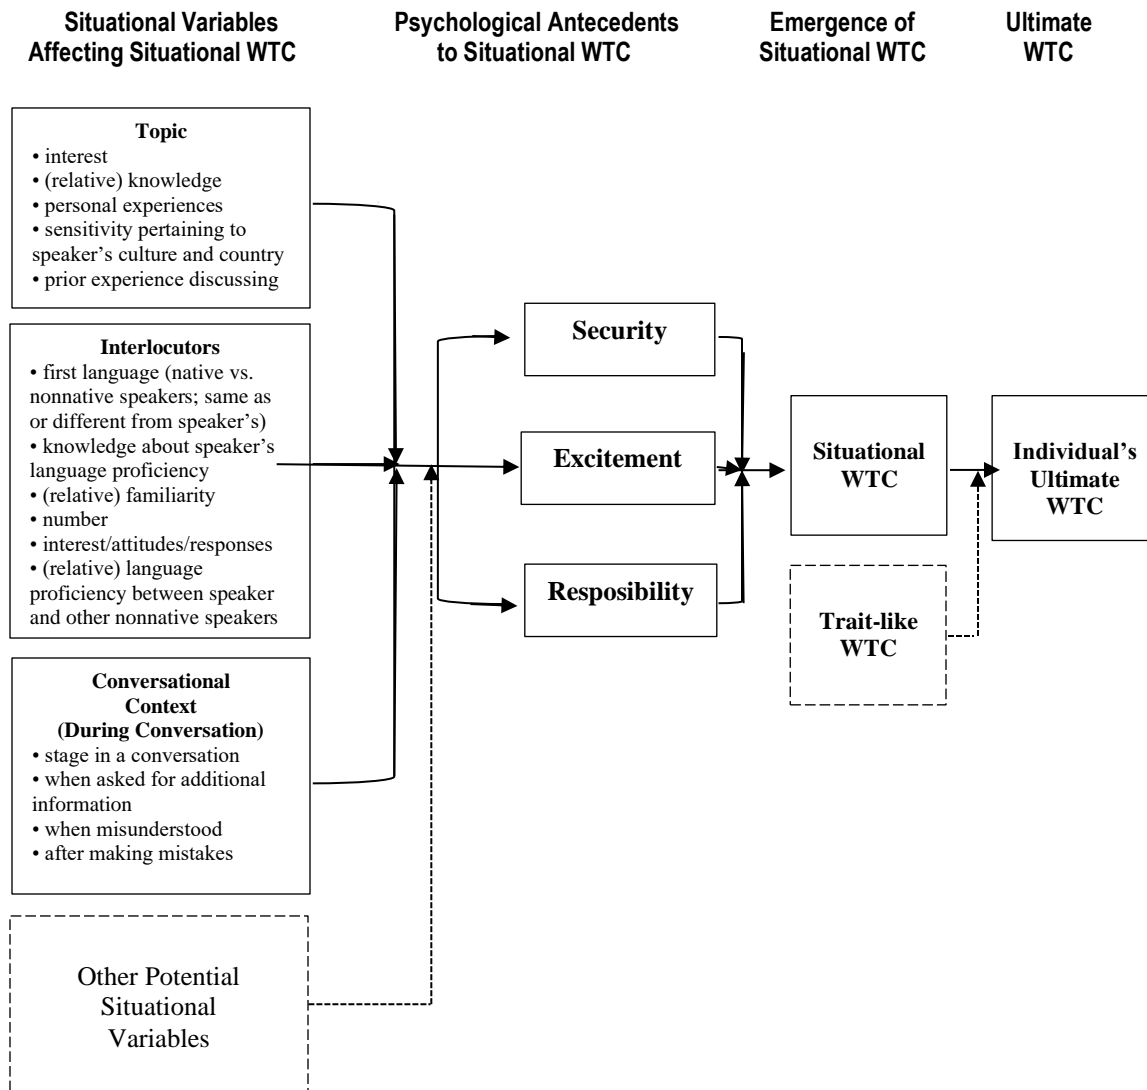 Situational Variables
Affecting Situational WTC
Psychological Antecedents
to Situational WTC
Emergence of
Situational WTC
Ultimate
WTC
Topic
• interest
• (relative) knowledge
• personal experiences
• sensitivity pertaining to
speaker’s culture and country
• prior experience discussing
Interlocutors
• first language (native vs.
nonnative speakers; same as
or different from speaker’s)
• knowledge about speaker’s
language proficiency
• (relative) familiarity
• number
• interest/attitudes/responses
• (relative) language
proficiency between speaker
and other nonnative speakers
Conversational
Context
(During Conversation)
• stage in a conversation
• when asked for additional
information
• when misunderstood
• after making mistakes
Other Potential
Situational
Variables
Security
Excitement
Resposibility
Situational
WTC
Trait-like
WTC
Individual’s
Ultimate
WTC